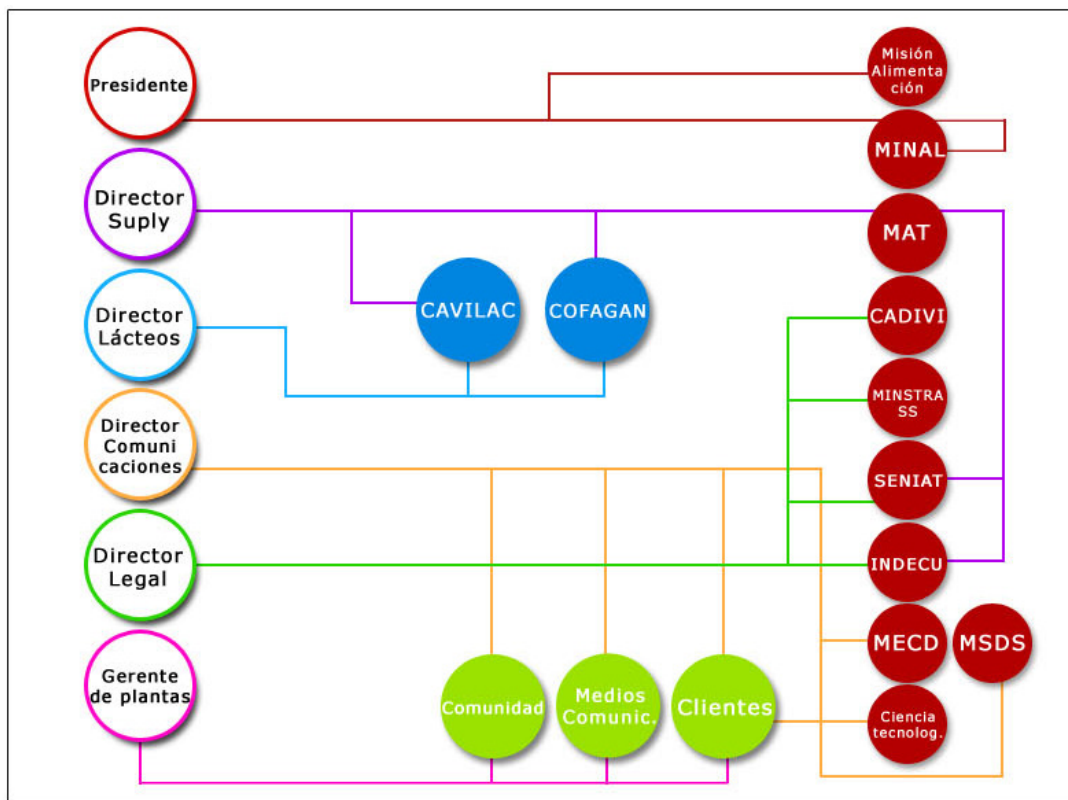 Presidente
Misión
Alimenta
ción
MINAL
Director
Suply
MAT
CAVILAC
COFAGAN
CADIVI
Director
Lácteos
MINSTRA
SS
Director
Comuni
caciones
SENIAT
Director
Legal
INDECU
MECD
MSDS
Gerente
de plantas
Comunidad
Medios
Comunic.
Clientes
Ciencia
tecnolog.